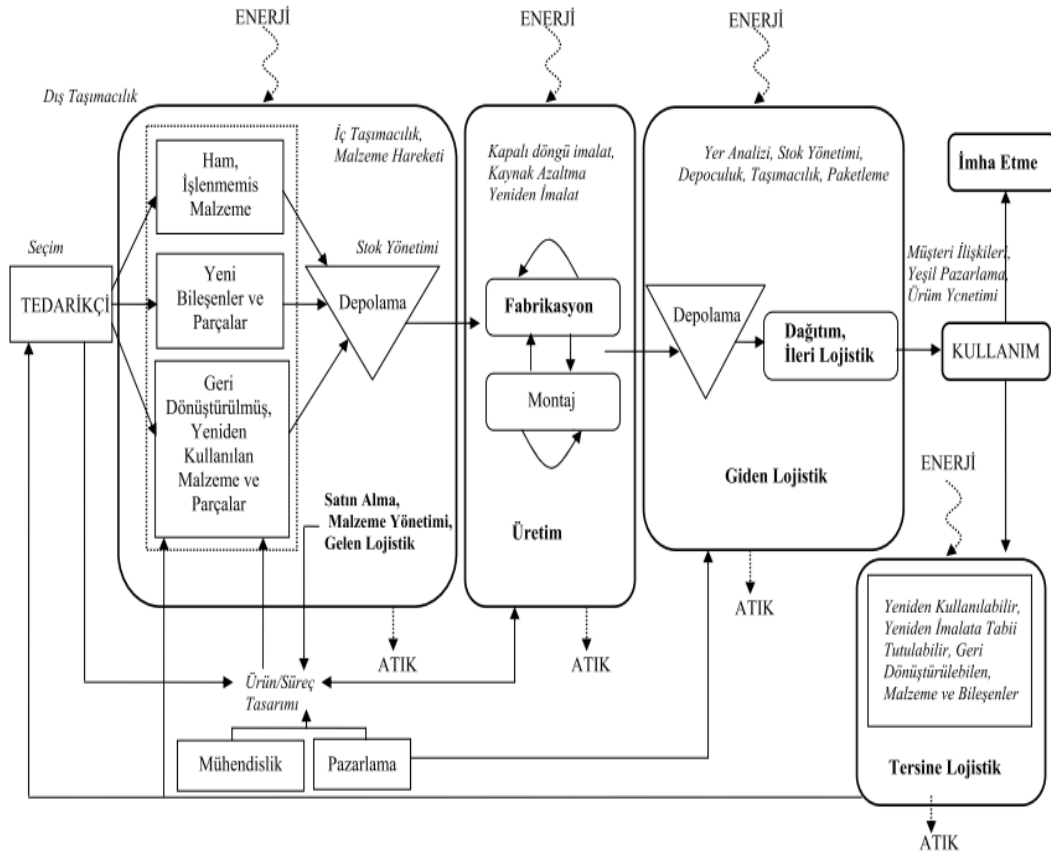 ENERJİ
ENERJİ
ENERJİ
Dış Taşımacılık
İç Taşımacılık,
Malzeme Hareketi
Ham,
İşlenmemis
Malzeme
Seçim
TEDARİKÇİ
Yeni
Bileşenler ve
Parçalar
Geri
Dönüştürülmüş,
Yeniden
Kullanılan
Malzeme ve
Parçalar
Stok Yönetimi
Depolama
Satın Alma,
Malzeme Yönetimi,
Gelen Lojistik
Kapalı döngü imalat,
Kaynak Azaltma
Yeniden İmalat
Fabrikasyon
Montaj
Üretim
Yer Analizi, Stok Yönetimi,
Depoculuk, Taşımacılık, Paketleme
Depolama
Dağıtım,
İleri Lojistik
Giden Lojistik
İmha Etme
Müşteri İlişkileri,
Yeşil Pazarlama,
Ürüm Ycnetimi
KULLANIM
ENERJİ
Yeniden Kullanılabilir,
Yeniden İmalata Tabii
Tutulabilir, Geri
Dönüştürülebilen,
Malzeme ve Bileşenler
Tersine Lojistik
ATIK
ATIK
ATIK
ATIK
Ürün/Süreç
Tasarımı
Mühendislik
Pazarlama